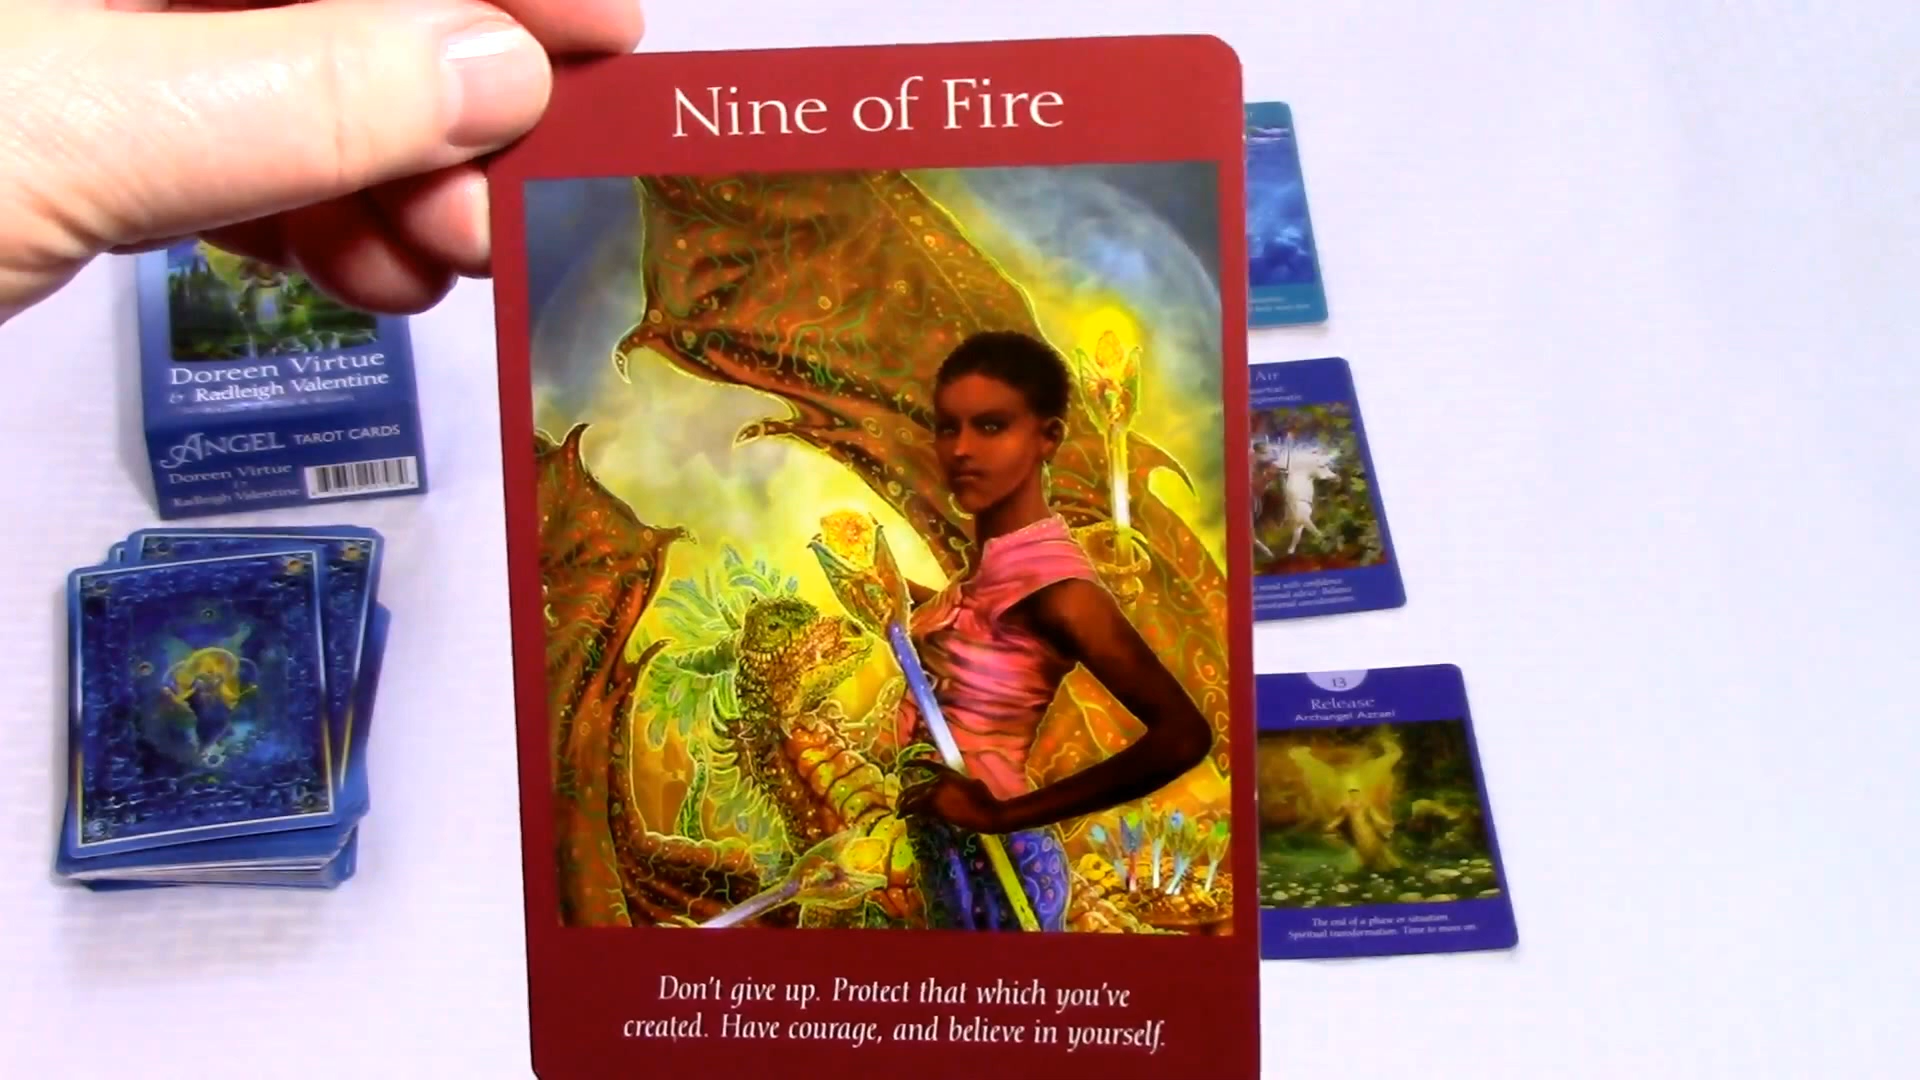 Nine of Fire
Don't give up. Protect that which you've
created. Have courage, and believe in yourself.
Doreen Virtue
& Radleigh Valentine
ANGEL TAROT CARDS
Doreen Virtue
&
Radleigh Valentine
Air
13
Release
Archangel Azrael
The end of a phase or situation.
Spiritual transformation. Time to move on.